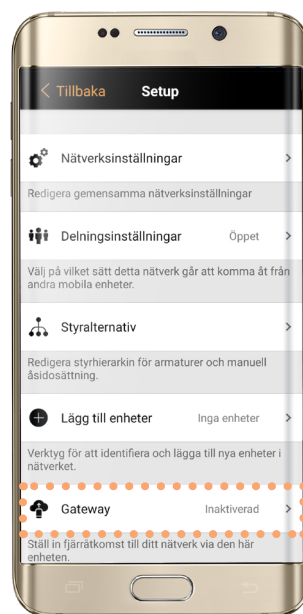 Tillbaka Setup
Nätverksinställningar
Redigera gemensamma nätverksinställningar
Delningsinställningar Öppet
Välj på vilket sätt detta nätverk går att komma åt från
andra mobila enheter.
Styralternativ
Redigera styrhierarkin för armaturer och manuell
åsidosättning.
Lägg till enheter Inga enheter
Verktyg för att identifiera och lägga till nya enheter i
nätverket.
Gateway Inaktiverad
Ställ in fjärråtkomst till ditt nätverk via den här
enheten.